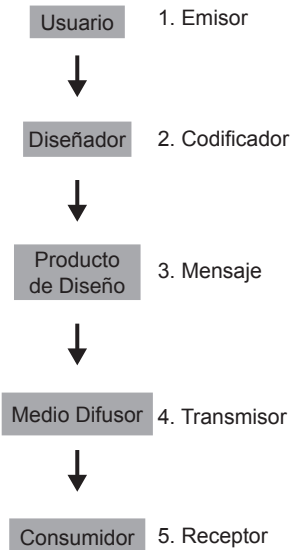 Usuario 1. Emisor
Diseñador 2. Codificador
Producto
de Diseño 3. Mensaje
Medio Difusor 4. Transmisor
Consumidor 5. Receptor